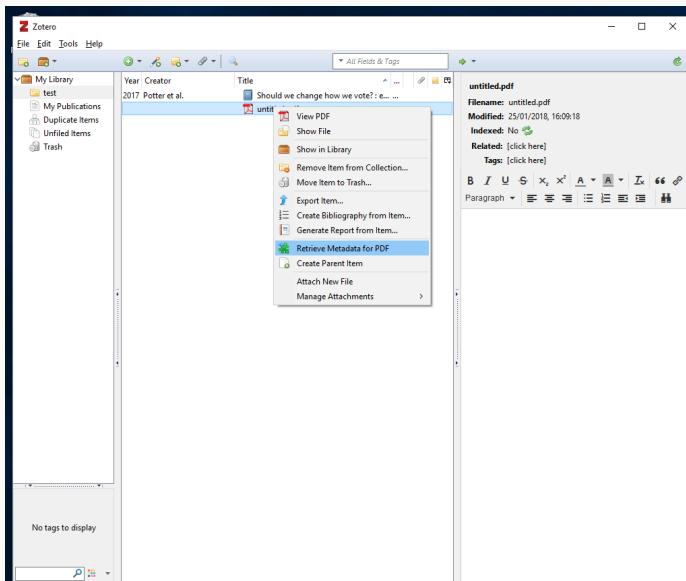 Zotero
File Edit Tools Help
All Fields & Tags
My Library
test
My Publications
Duplicate Items
Unfiled Items
Trash
Year Creator Title ...
2017 Potter et al. Should we change how we vote? : e... ...
View PDF
Show File
Show in Library
Remove Item from Collection...
Move Item to Trash...
Export Item...
Create Bibliography from Item...
Generate Report from Item...
Retrieve Metadata for PDF
Create Parent Item
Attach New File
Manage Attachments
untitled.pdf
Filename: untitled.pdf
Modified: 25/01/2018, 16:09:18
Indexed: No
Related: [click here]
Tags: [click here]
B I U S x₂ x² A A Tx
Paragraph
No tags to display